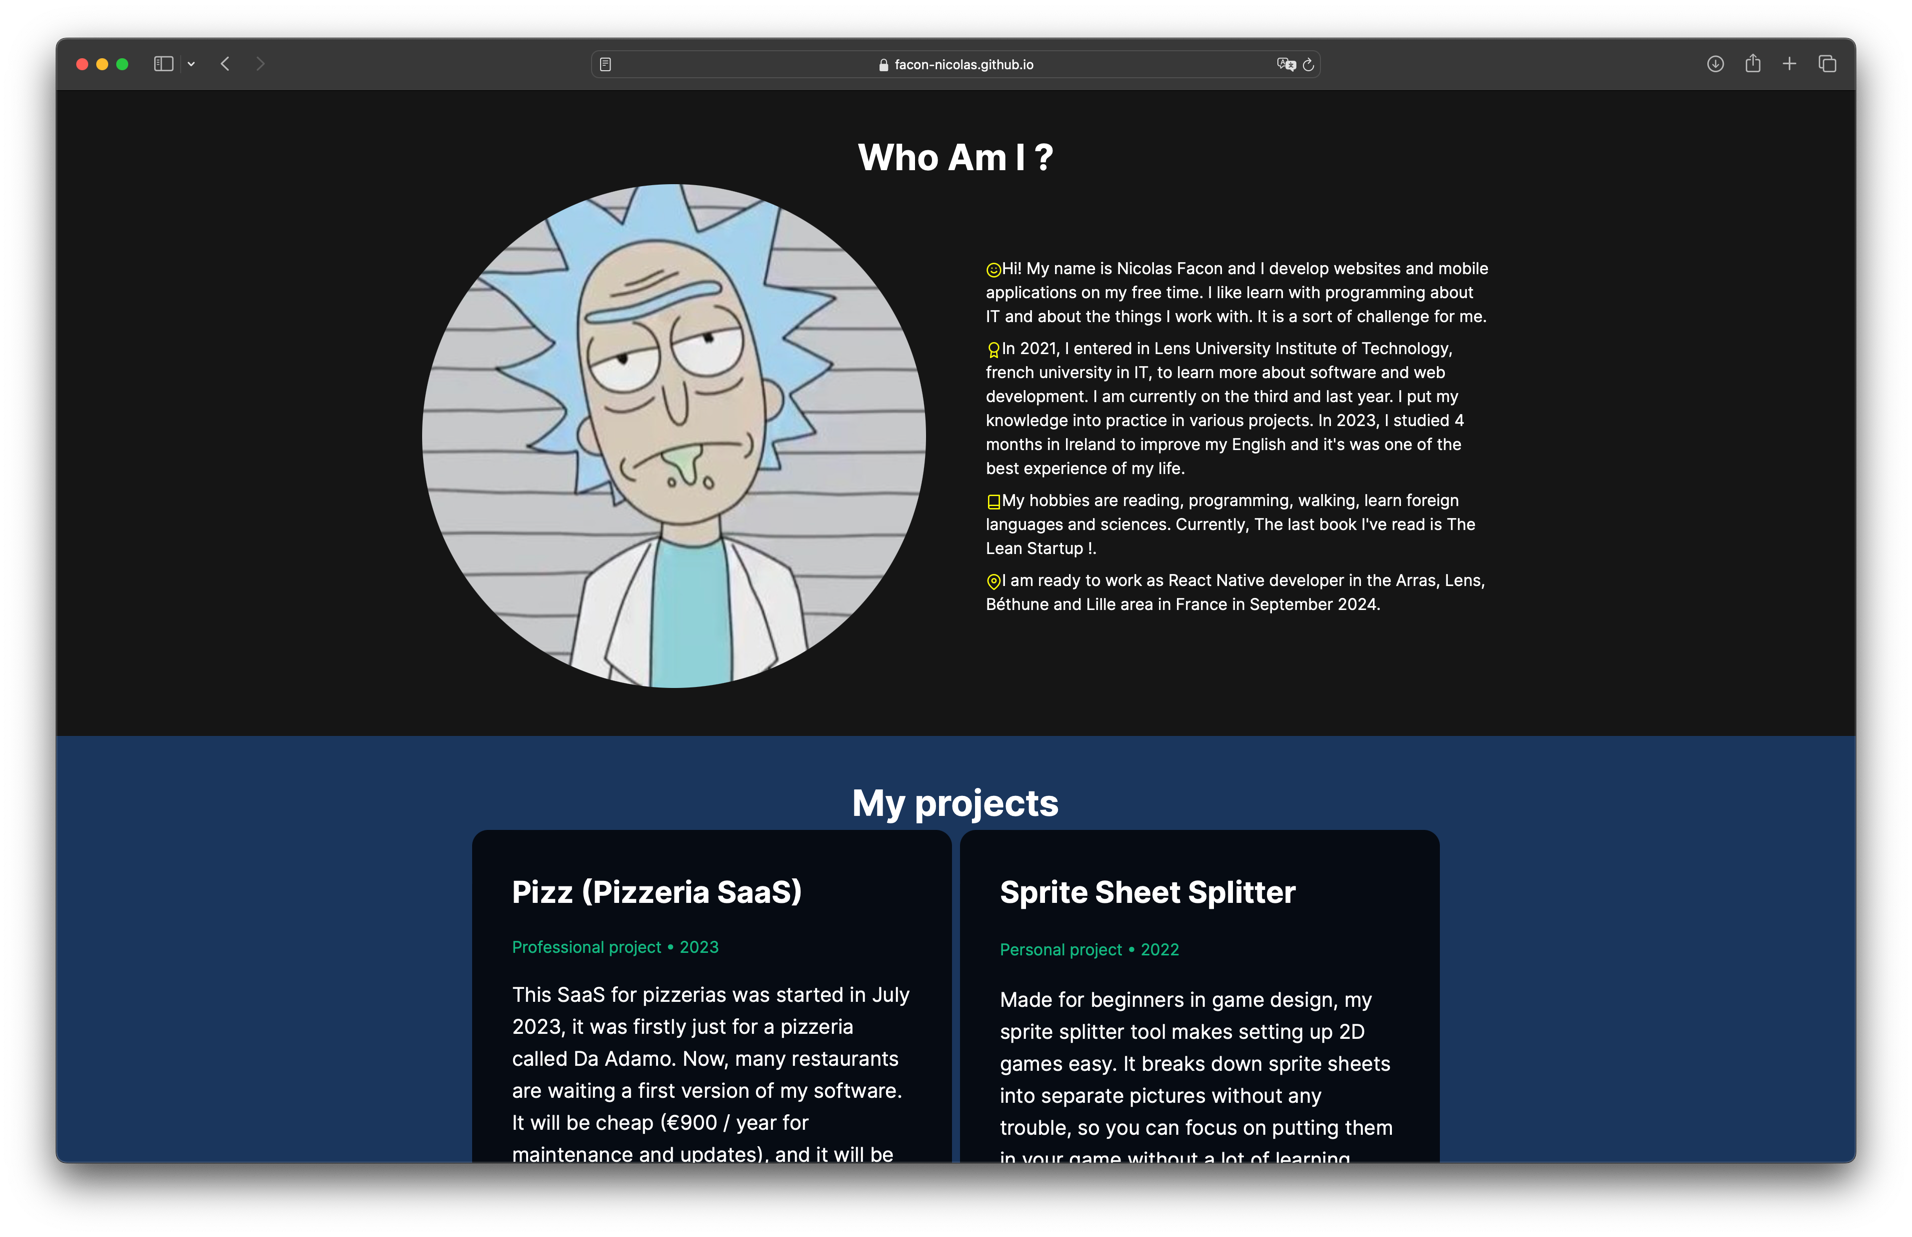 facon-nicolas.github.io
Who Am I ?
Hi! My name is Nicolas Facon and I develop websites and mobile
applications on my free time. I like learn with programming about
IT and about the things I work with. It is a sort of challenge for me.
In 2021, I entered in Lens University Institute of Technology,
french university in IT, to learn more about software and web
development. I am currently on the third and last year. I put my
knowledge into practice in various projects. In 2023, I studied 4
months in Ireland to improve my English and it's was one of the
best experience of my life.
My hobbies are reading, programming, walking, learn foreign
languages and sciences. Currently, The last book I've read is The
Lean Startup !.
I am ready to work as React Native developer in the Arras, Lens,
Béthune and Lille area in France in September 2024.
My projects
Pizz (Pizzeria SaaS)
Professional project • 2023
This SaaS for pizzerias was started in July
2023, it was firstly just for a pizzeria
called Da Adamo. Now, many restaurants
are waiting a first version of my software.
It will be cheap (€900 / year for
maintenance and updates), and it will be
Sprite Sheet Splitter
Personal project • 2022
Made for beginners in game design, my
sprite splitter tool makes setting up 2D
games easy. It breaks down sprite sheets
into separate pictures without any
trouble, so you can focus on putting them
in your game without a lot of learning